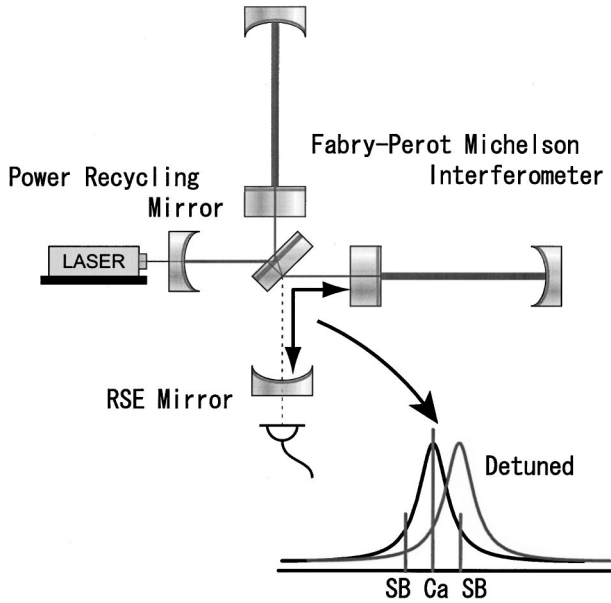 Fabry-Perot Michelson
Interferometer
Power Recycling
Mirror
LASER
RSE Mirror
Detuned
SB Ca SB